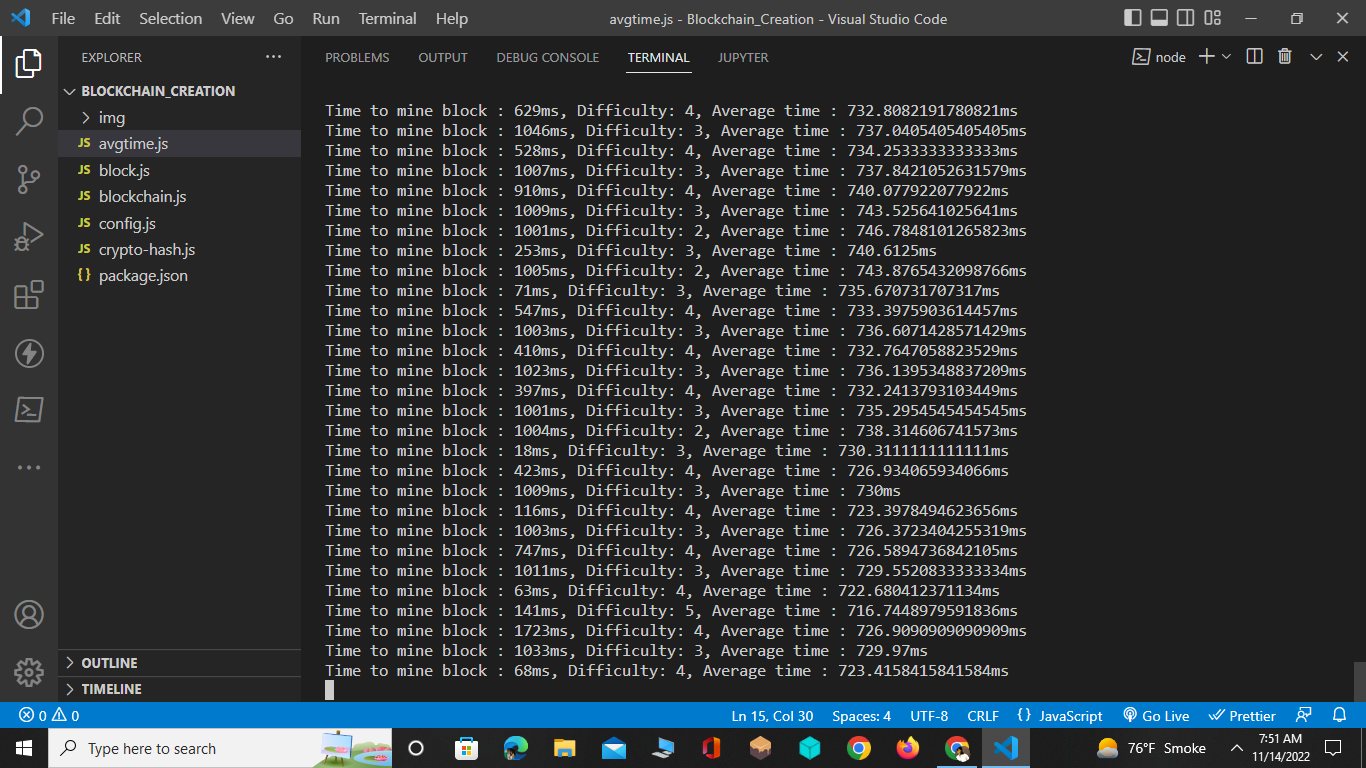 File Edit Selection View Go Run Terminal Help
avgtime.js - Blockchain_Creation - Visual Studio Code
EXPLORER
BLOCKCHAIN_CREATION
img
JS avgtime.js
JS block.js
JS blockchain.js
JS config.js
JS crypto-hash.js
{} package.json
OUTLINE
TIMELINE
PROBLEMS OUTPUT DEBUG CONSOLE TERMINAL JUPYTER
node
Time to mine block : 629ms, Difficulty: 4, Average time : 732.8082191780821ms
Time to mine block : 1046ms, Difficulty: 3, Average time : 737.0405405405405ms
Time to mine block : 528ms, Difficulty: 4, Average time : 734.2533333333333ms
Time to mine block : 1007ms, Difficulty: 3, Average time : 737.8421052631579ms
Time to mine block : 910ms, Difficulty: 4, Average time : 740.077922077922ms
Time to mine block : 1009ms, Difficulty: 3, Average time : 743.525641025641ms
Time to mine block : 1001ms, Difficulty: 2, Average time : 746.7848101265823ms
Time to mine block : 253ms, Difficulty: 3, Average time : 740.6125ms
Time to mine block : 1005ms, Difficulty: 2, Average time : 743.8765432098766ms
Time to mine block : 71ms, Difficulty: 3, Average time : 735.670731707317ms
Time to mine block : 547ms, Difficulty: 4, Average time : 733.3975903614457ms
Time to mine block : 1003ms, Difficulty: 3, Average time : 736.6071428571429ms
Time to mine block : 410ms, Difficulty: 4, Average time : 732.7647058823529ms
Time to mine block : 1023ms, Difficulty: 3, Average time : 736.1395348837209ms
Time to mine block : 397ms, Difficulty: 4, Average time : 732.2413793103449ms
Time to mine block : 1001ms, Difficulty: 3, Average time : 735.2954545454545ms
Time to mine block : 1004ms, Difficulty: 2, Average time : 738.314606741573ms
Time to mine block : 18ms, Difficulty: 3, Average time : 730.3111111111111ms
Time to mine block : 423ms, Difficulty: 4, Average time : 726.934065934066ms
Time to mine block : 1009ms, Difficulty: 3, Average time : 730ms
Time to mine block : 116ms, Difficulty: 4, Average time : 723.3978494623656ms
Time to mine block : 1003ms, Difficulty: 3, Average time : 726.3723404255319ms
Time to mine block : 747ms, Difficulty: 4, Average time : 726.5894736842105ms
Time to mine block : 1011ms, Difficulty: 3, Average time : 729.5520833333334ms
Time to mine block : 63ms, Difficulty: 4, Average time : 722.680412371134ms
Time to mine block : 141ms, Difficulty: 5, Average time : 716.7448979591836ms
Time to mine block : 1723ms, Difficulty: 4, Average time : 726.9090909090909ms
Time to mine block : 1033ms, Difficulty: 3, Average time : 729.97ms
Time to mine block : 68ms, Difficulty: 4, Average time : 723.4158415841584ms
0 0 Ln 15, Col 30 Spaces: 4 UTF-8 CRLF {} JavaScript Go Live Prettier
Type here to search
76°F Smoke
7:51 AM
11/14/2022